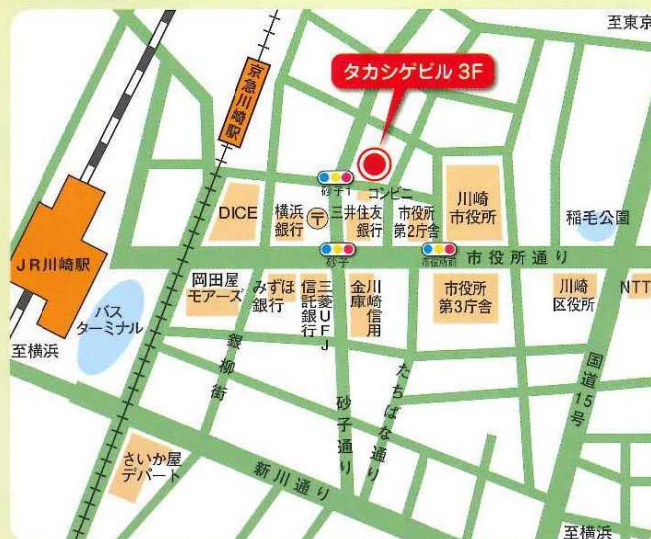 至東京
タカシゲビル 3F
京急川崎駅
砂子1
コンビニ
DICE
横浜
銀行
〒
三井住友
銀行
市役所
第2庁舎
川崎
市役所
稲毛公園
JR川崎駅
砂子
市役所前
市役所通り
岡田屋
モアーズ
みずほ
銀行
三菱UFJ
信託銀行
川崎信用
金庫
市役所
第3庁舎
川崎
区役所
NTT
バス
ターミナル
至横浜
銀柳街
砂子通り
たちばな通り
国道15号
さいか屋
デパート
新川通り
至横浜